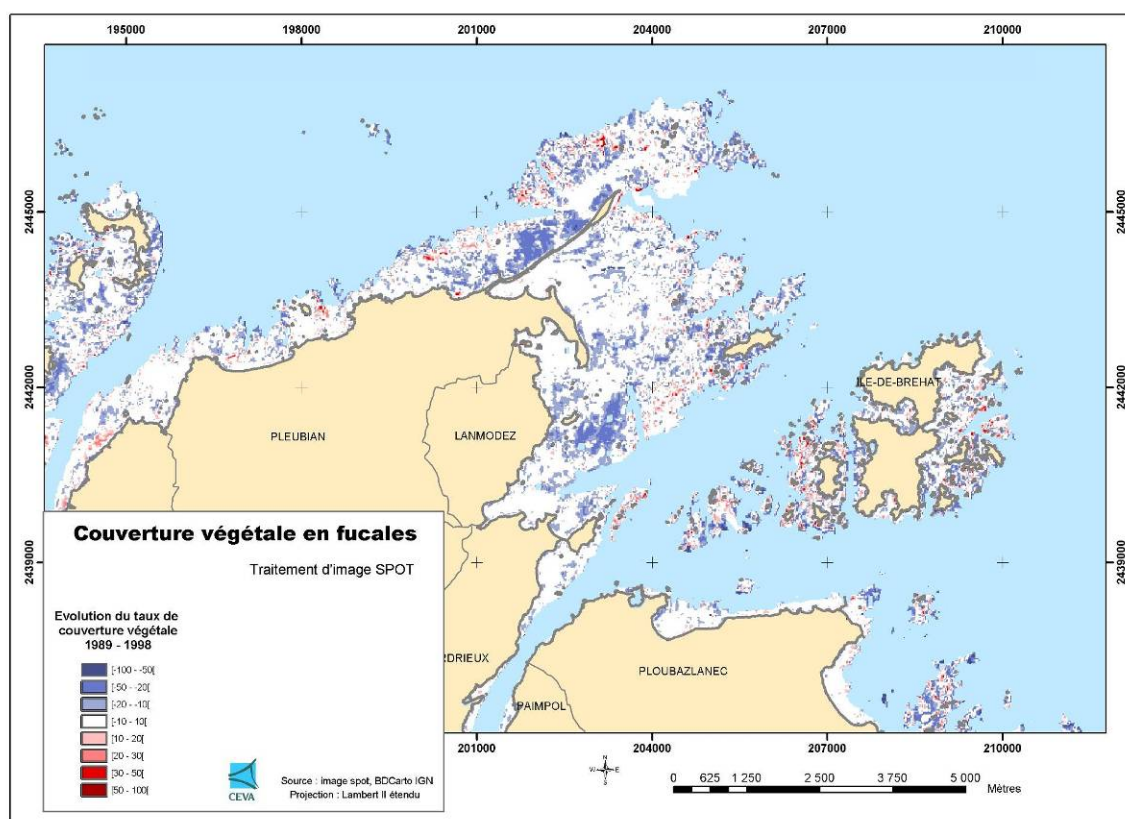 195000 198000 201000 204000 207000 210000
2445000
2445000
2442000
2442000
2439000
2439000
ILE-DE-BREHAT
PLEUBIAN
LANMODEZ
RDRIEUX
PLOUBAZLANEC
PAIMPOL
Couverture végétale en fucales
Traitement d'image SPOT
Evolution du taux de
couverture végétale
1989 - 1998
[-100 - -50[
[-50 - -20[
[-20 - -10[
[-10 - 10[
[10 - 20[
[20 - 30[
[30 - 50[
[50 - 100[
CEVA
Source : image spot, BDCarto IGN
Projection : Lambert II étendu
201000 204000 207000 210000
N
W E
S
0 625 1 250 2 500 3 750 5 000
Mètres